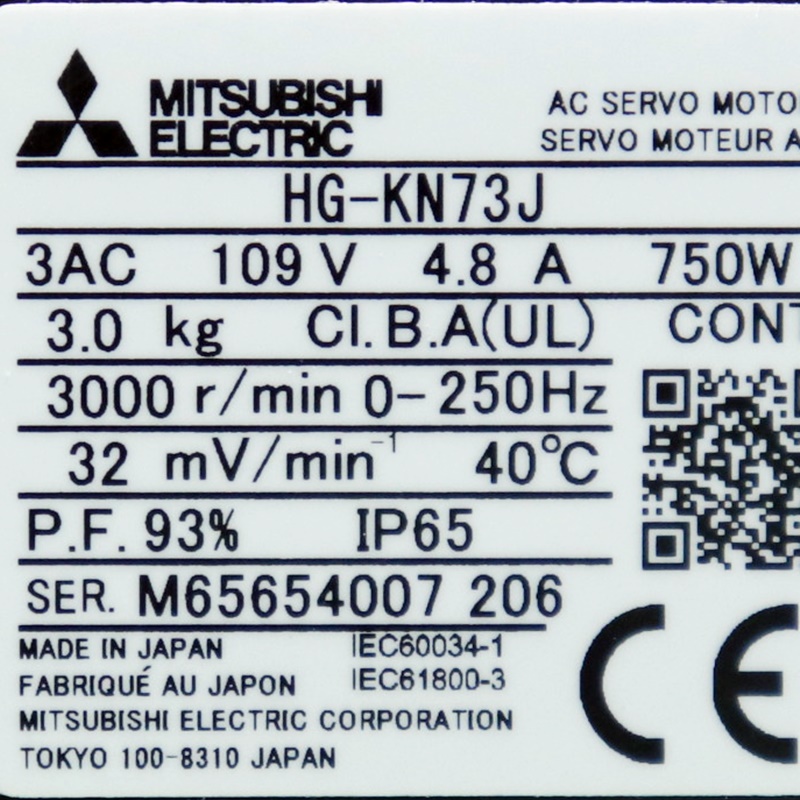 MITSUBISHI
ELECTRIC
AC SERVO MOTO
SERVO MOTEUR A
HG-KN73J
3AC 109 V 4.8 A 750W
3.0 kg CI.B.A(UL) CONT
3000 r/min 0-250Hz
32 mV/min⁻¹ 40°C
P.F. 93% IP65
SER. M65654007 206
MADE IN JAPAN IEC60034-1
FABRIQUÉ AU JAPON IEC61800-3
MITSUBISHI ELECTRIC CORPORATION
TOKYO 100-8310 JAPAN
CE